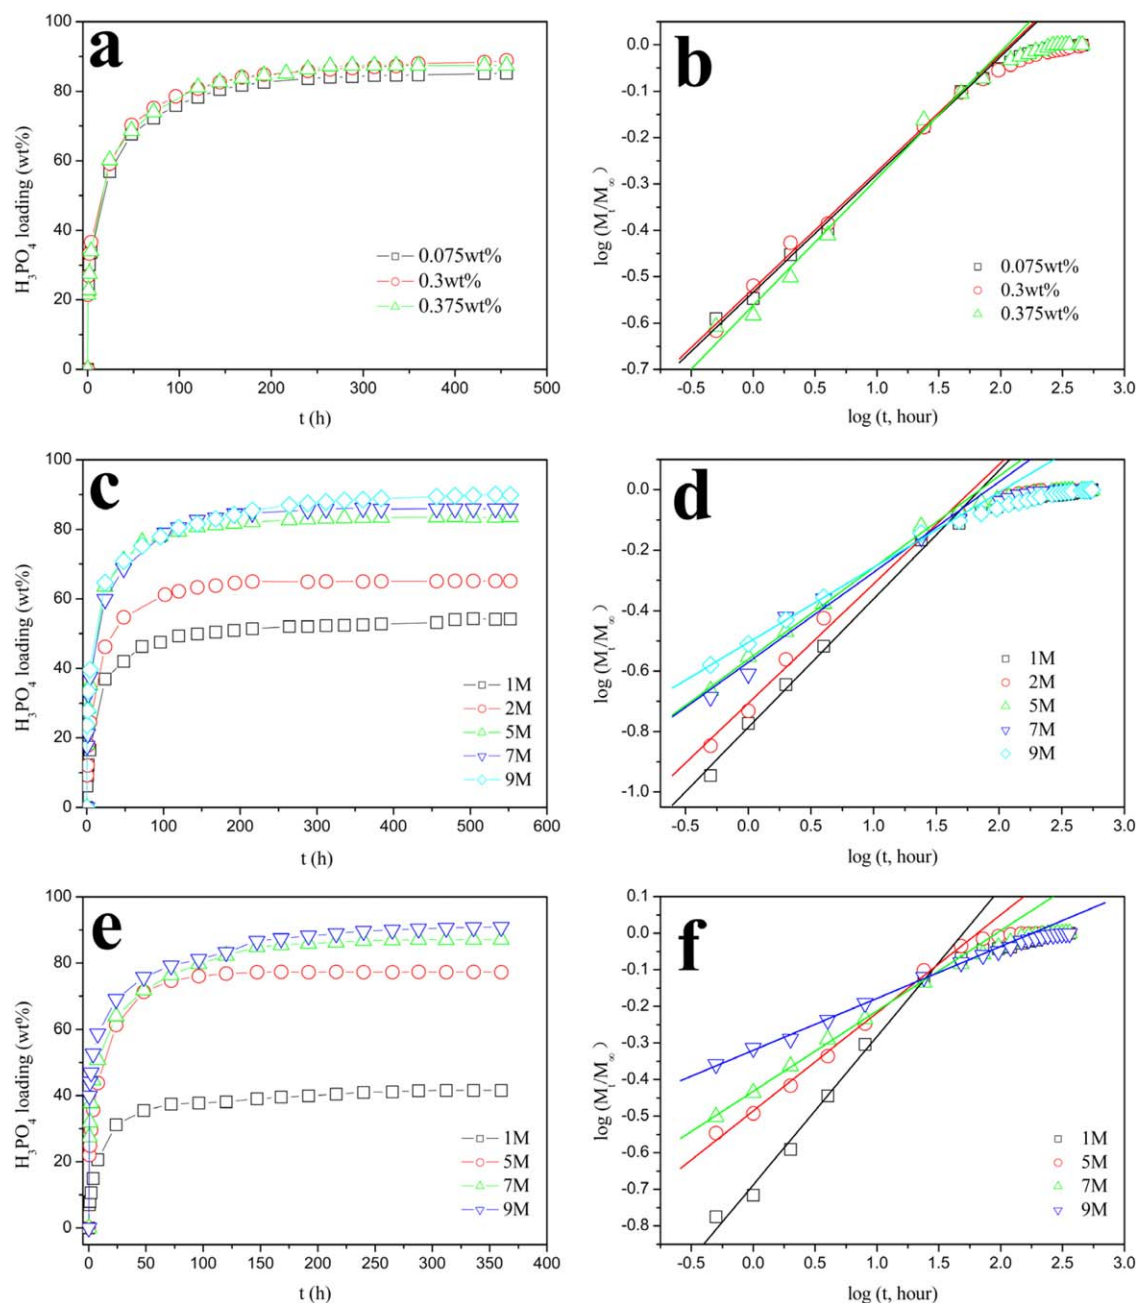 a
H₃PO₄ loading (wt%)
100
80
60
40
20
0
0.075wt%
0.3wt%
0.375wt%
0 100 200 300 400 500
t (h)
b
log (Mₜ/M∞)
0.0
-0.1
-0.2
-0.3
-0.4
-0.5
-0.6
-0.7
0.075wt%
0.3wt%
0.375wt%
-0.5 0.0 0.5 1.0 1.5 2.0 2.5 3.0
log (t, hour)
c
H₃PO₄ loading (wt%)
100
80
60
40
20
0
1M
2M
5M
7M
9M
0 100 200 300 400 500 600
t (h)
d
log (Mₜ/M∞)
0.0
-0.2
-0.4
-0.6
-0.8
-1.0
1M
2M
5M
7M
9M
-0.5 0.0 0.5 1.0 1.5 2.0 2.5 3.0
log (t, hour)
e
H₃PO₄ loading (wt%)
100
80
60
40
20
0
1M
5M
7M
9M
0 50 100 150 200 250 300 350 400
t (h)
f
log (Mₜ/M∞)
0.1
0.0
-0.1
-0.2
-0.3
-0.4
-0.5
-0.6
-0.7
-0.8
1M
5M
7M
9M
-0.5 0.0 0.5 1.0 1.5 2.0 2.5 3.0
log (t, hour)